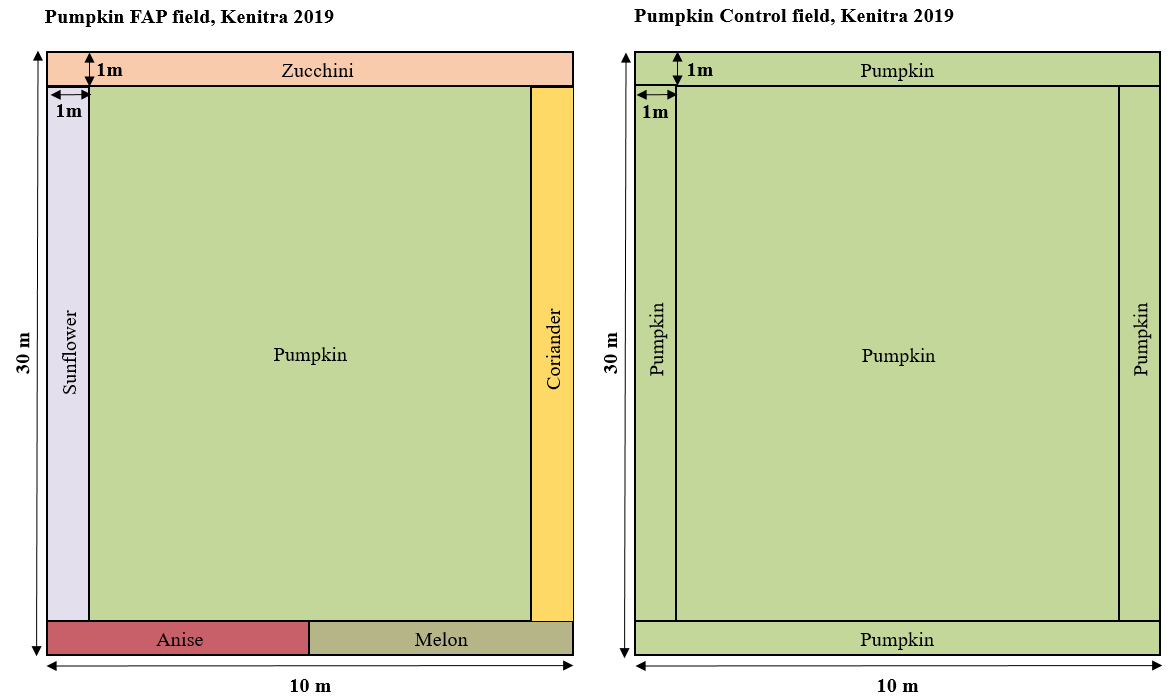 Pumpkin FAP field, Kenitra 2019
1m
Zucchini
1m
Sunflower
Pumpkin
Coriander
30 m
Anise
Melon
10 m
Pumpkin Control field, Kenitra 2019
1m
Pumpkin
1m
Pumpkin
Pumpkin
Pumpkin
30 m
Pumpkin
10 m